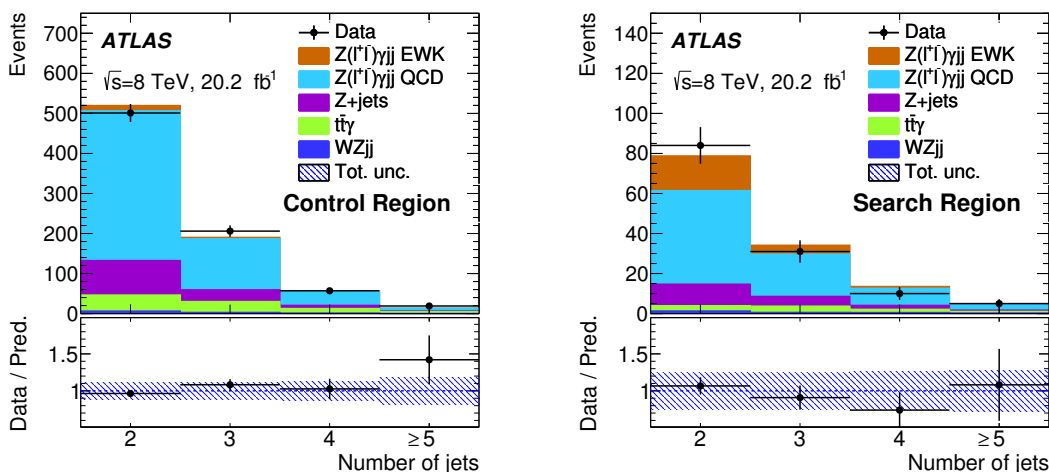 Events
700
600
500
400
300
200
100
0
ATLAS
√s=8 TeV, 20.2 fb¹
Data
Z(l⁺l⁻)γjj EWK
Z(l⁺l⁻)γjj QCD
Z+jets
tt̄γ
WZjj
Tot. unc.
Control Region
Data / Pred.
1.5
1
2 3 4 ≥ 5
Number of jets
Events
140
120
100
80
60
40
20
0
ATLAS
√s=8 TeV, 20.2 fb¹
Data
Z(l⁺l⁻)γjj EWK
Z(l⁺l⁻)γjj QCD
Z+jets
tt̄γ
WZjj
Tot. unc.
Search Region
Data / Pred.
1.5
1
2 3 4 ≥ 5
Number of jets